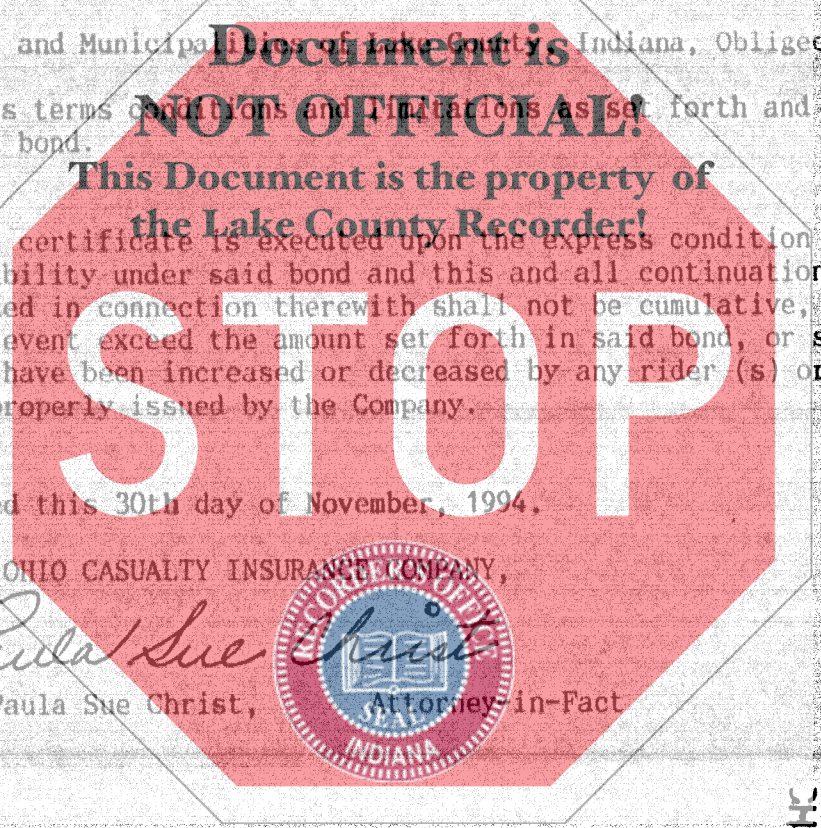 Document is
and Municipalities of Lake County, Indiana, Obligee
NOT OFFICIAL!
s terms conditions and limitations as set forth and
bond.
This Document is the property of
the Lake County Recorder!
certificate is executed upon the express condition
bility under said bond and this and all continuation
ed in connection therewith shall not be cumulative,
event exceed the amount set forth in said bond, or s
have been increased or decreased by any rider (s) or
properly issued by the Company.
STOP
ed this 30th day of November, 1994.
OHIO CASUALTY INSURANCE COMPANY,
RECORDER'S OFFICE
Paula Sue Christ
Paula Sue Christ, Attorney-in-Fact
SEAL
INDIANA